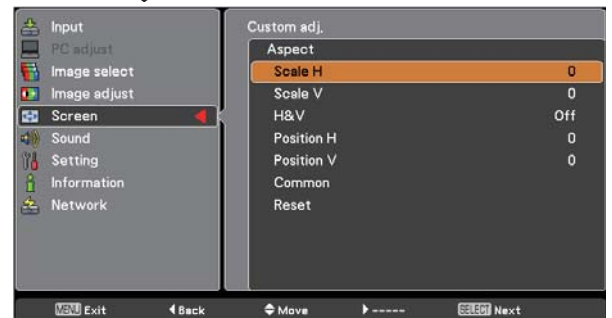 Input
PC adjust
Image select
Image adjust
Screen
Sound
Setting
Information
Network
Custom adj.
Aspect
Scale H 0
Scale V 0
H&V Off
Position H 0
Position V 0
Common
Reset
MENU Exit Back Move ----- SELECT Next